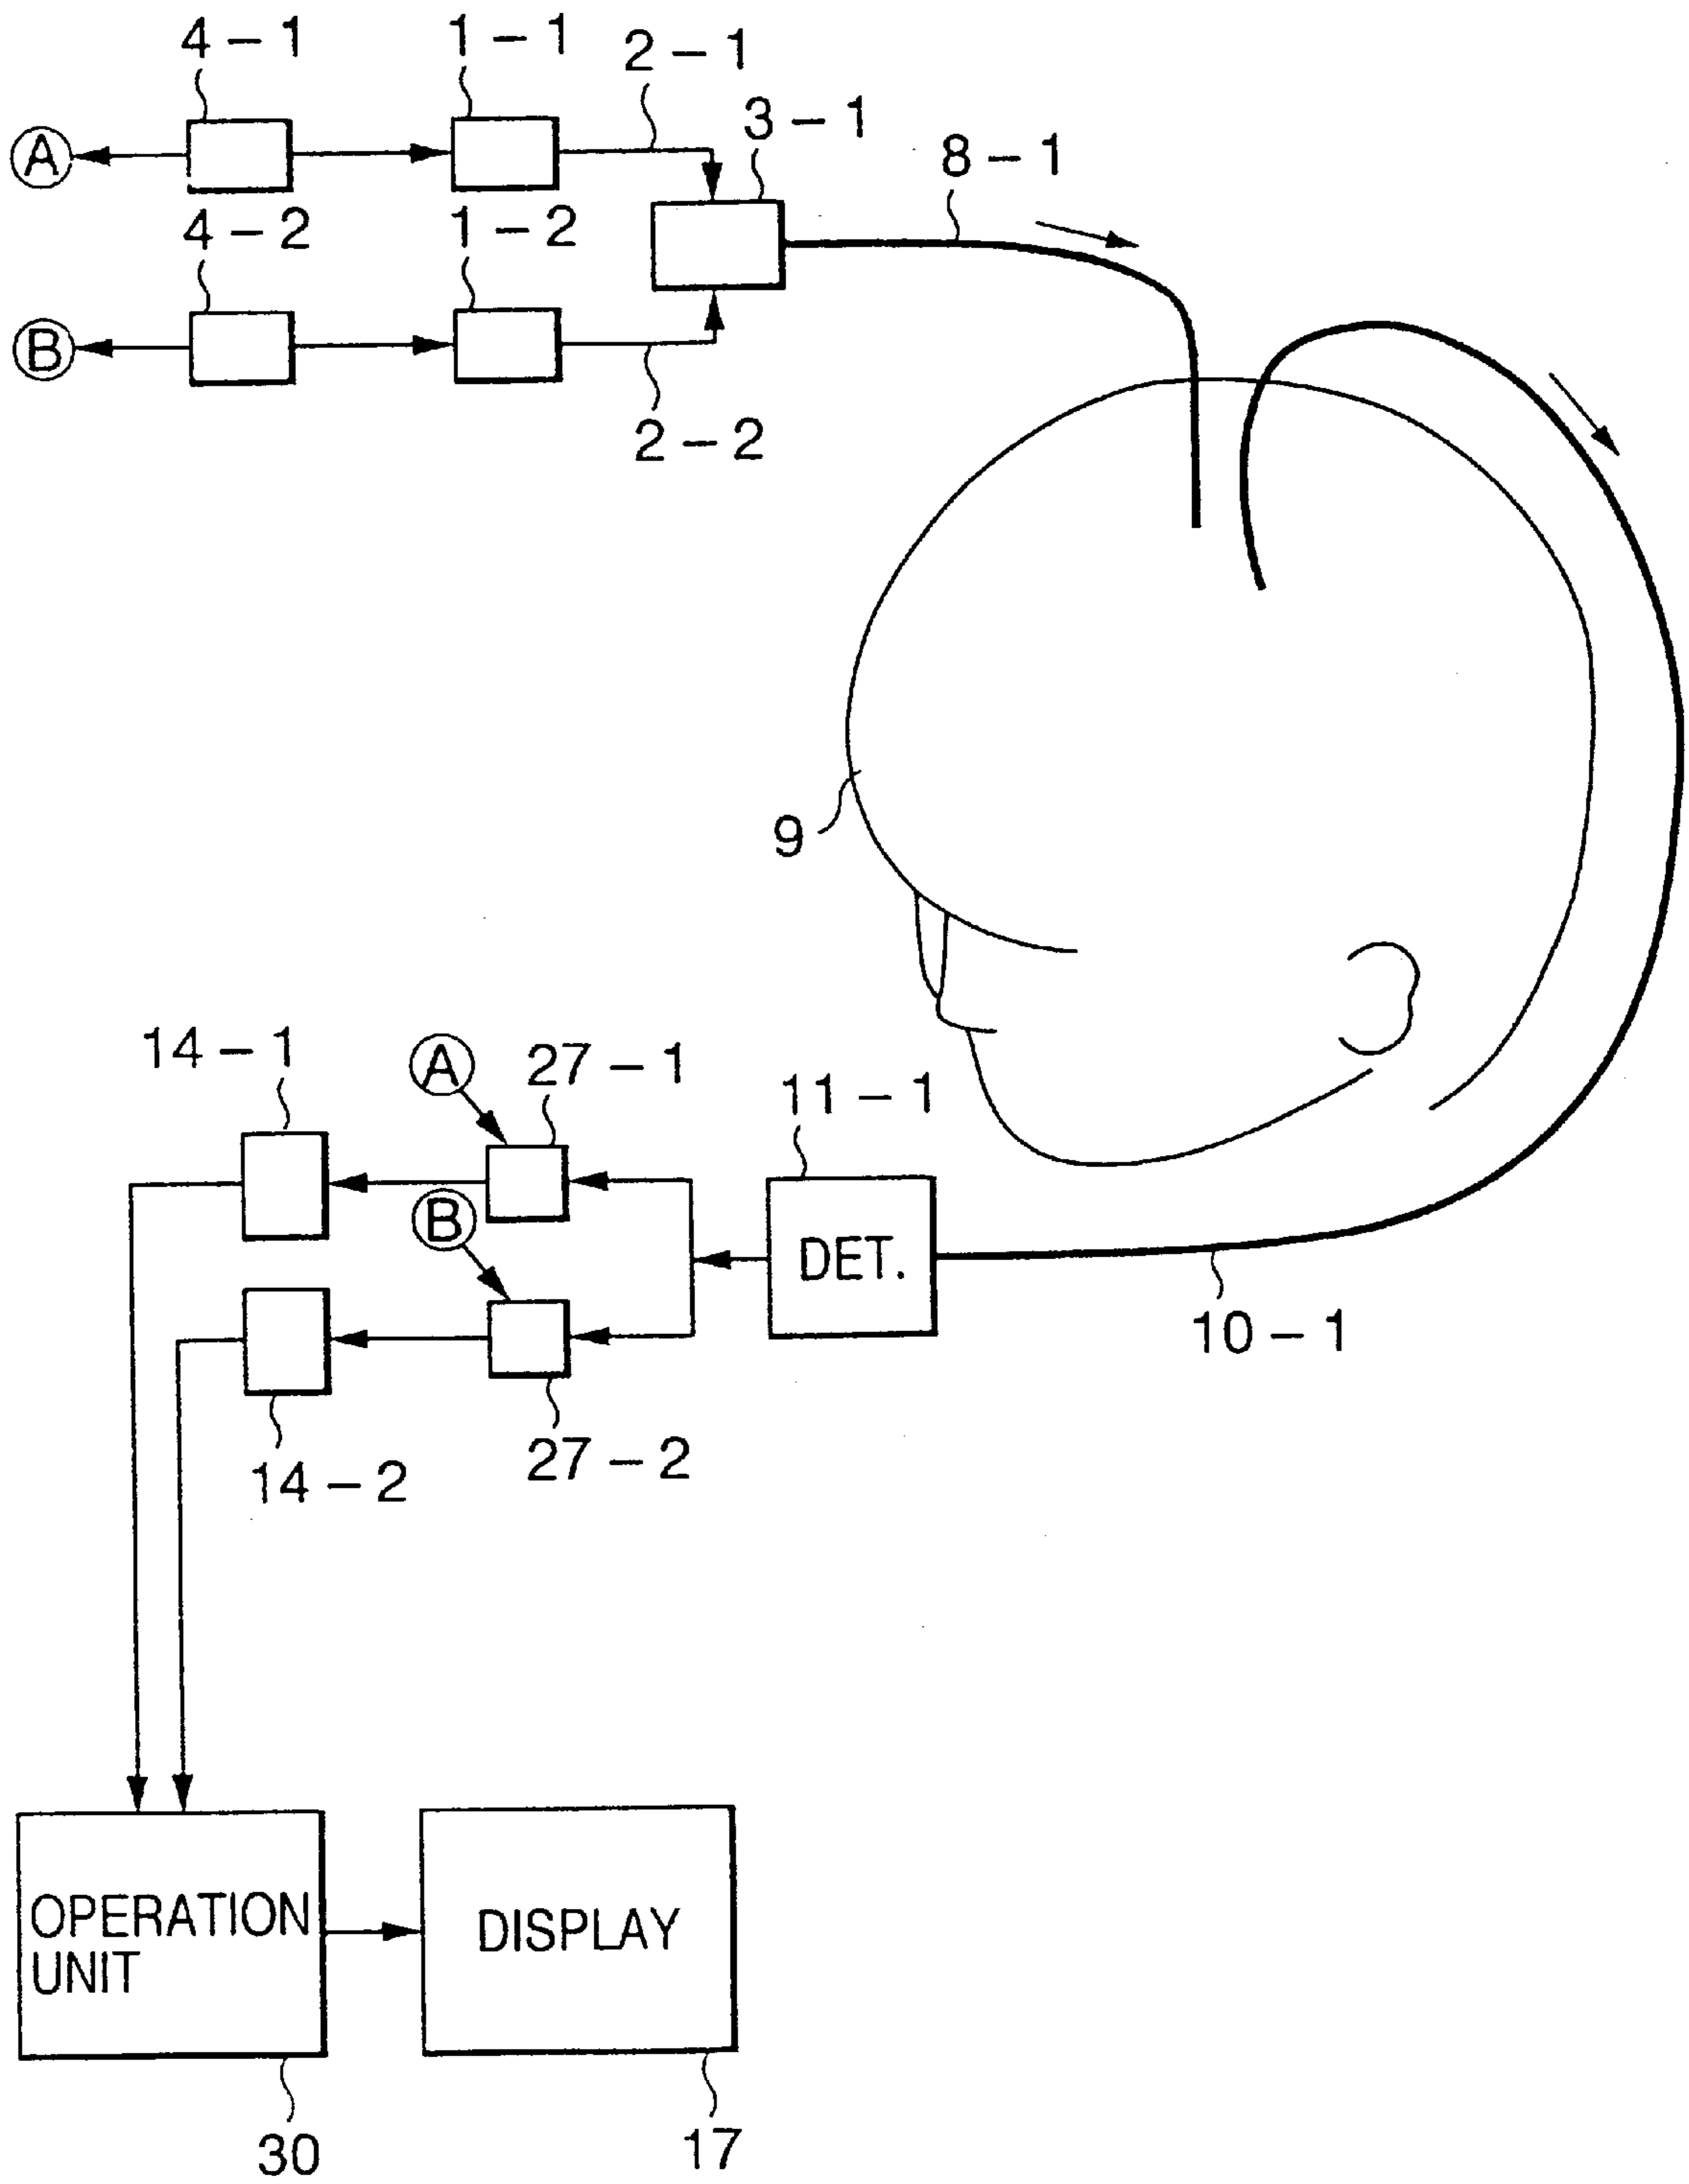 4-1
1-1
2-1
3-1
8-1
A
4-2
1-2
B
2-2
9
14-1
A
27-1
11-1
B
DET.
10-1
14-2
27-2
OPERATION
UNIT
DISPLAY
30
17